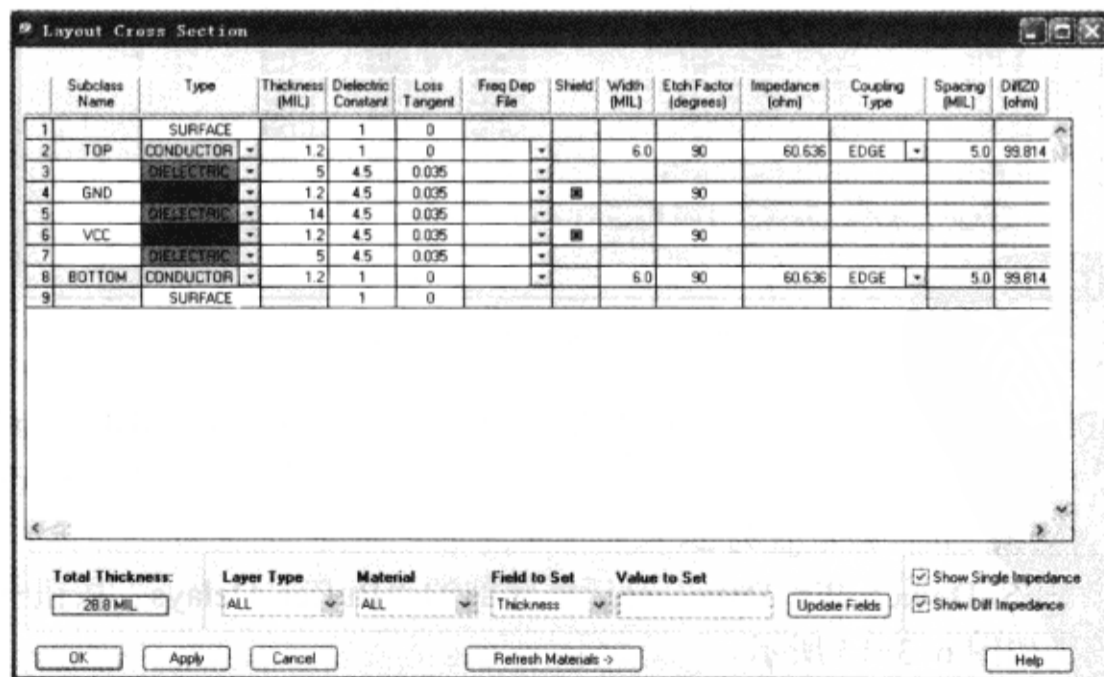 Layout Cross Section
Subclass Name Type Thickness (MIL) Dielectric Constant Loss Tangent Freq Dep File Shield Width (MIL) Etch Factor (degrees) Impedance (ohm) Coupling Type Spacing (MIL) DiffZ0 (ohm)
1 SURFACE 1 0
2 TOP CONDUCTOR 1.2 1 0 6.0 90 60.636 EDGE 5.0 99.814
3 DIELECTRIC 5 4.5 0.035
4 GND 1.2 4.5 0.035 90
5 DIELECTRIC 14 4.5 0.035
6 VCC 1.2 4.5 0.035 90
7 DIELECTRIC 5 4.5 0.035
8 BOTTOM CONDUCTOR 1.2 1 0 6.0 90 60.636 EDGE 5.0 99.814
9 SURFACE 1 0
Total Thickness: Layer Type Material Field to Set Value to Set Show Single Impedance
28.8 MIL ALL ALL Thickness Update Fields Show Diff Impedance
OK Apply Cancel Refresh Materials -> Help